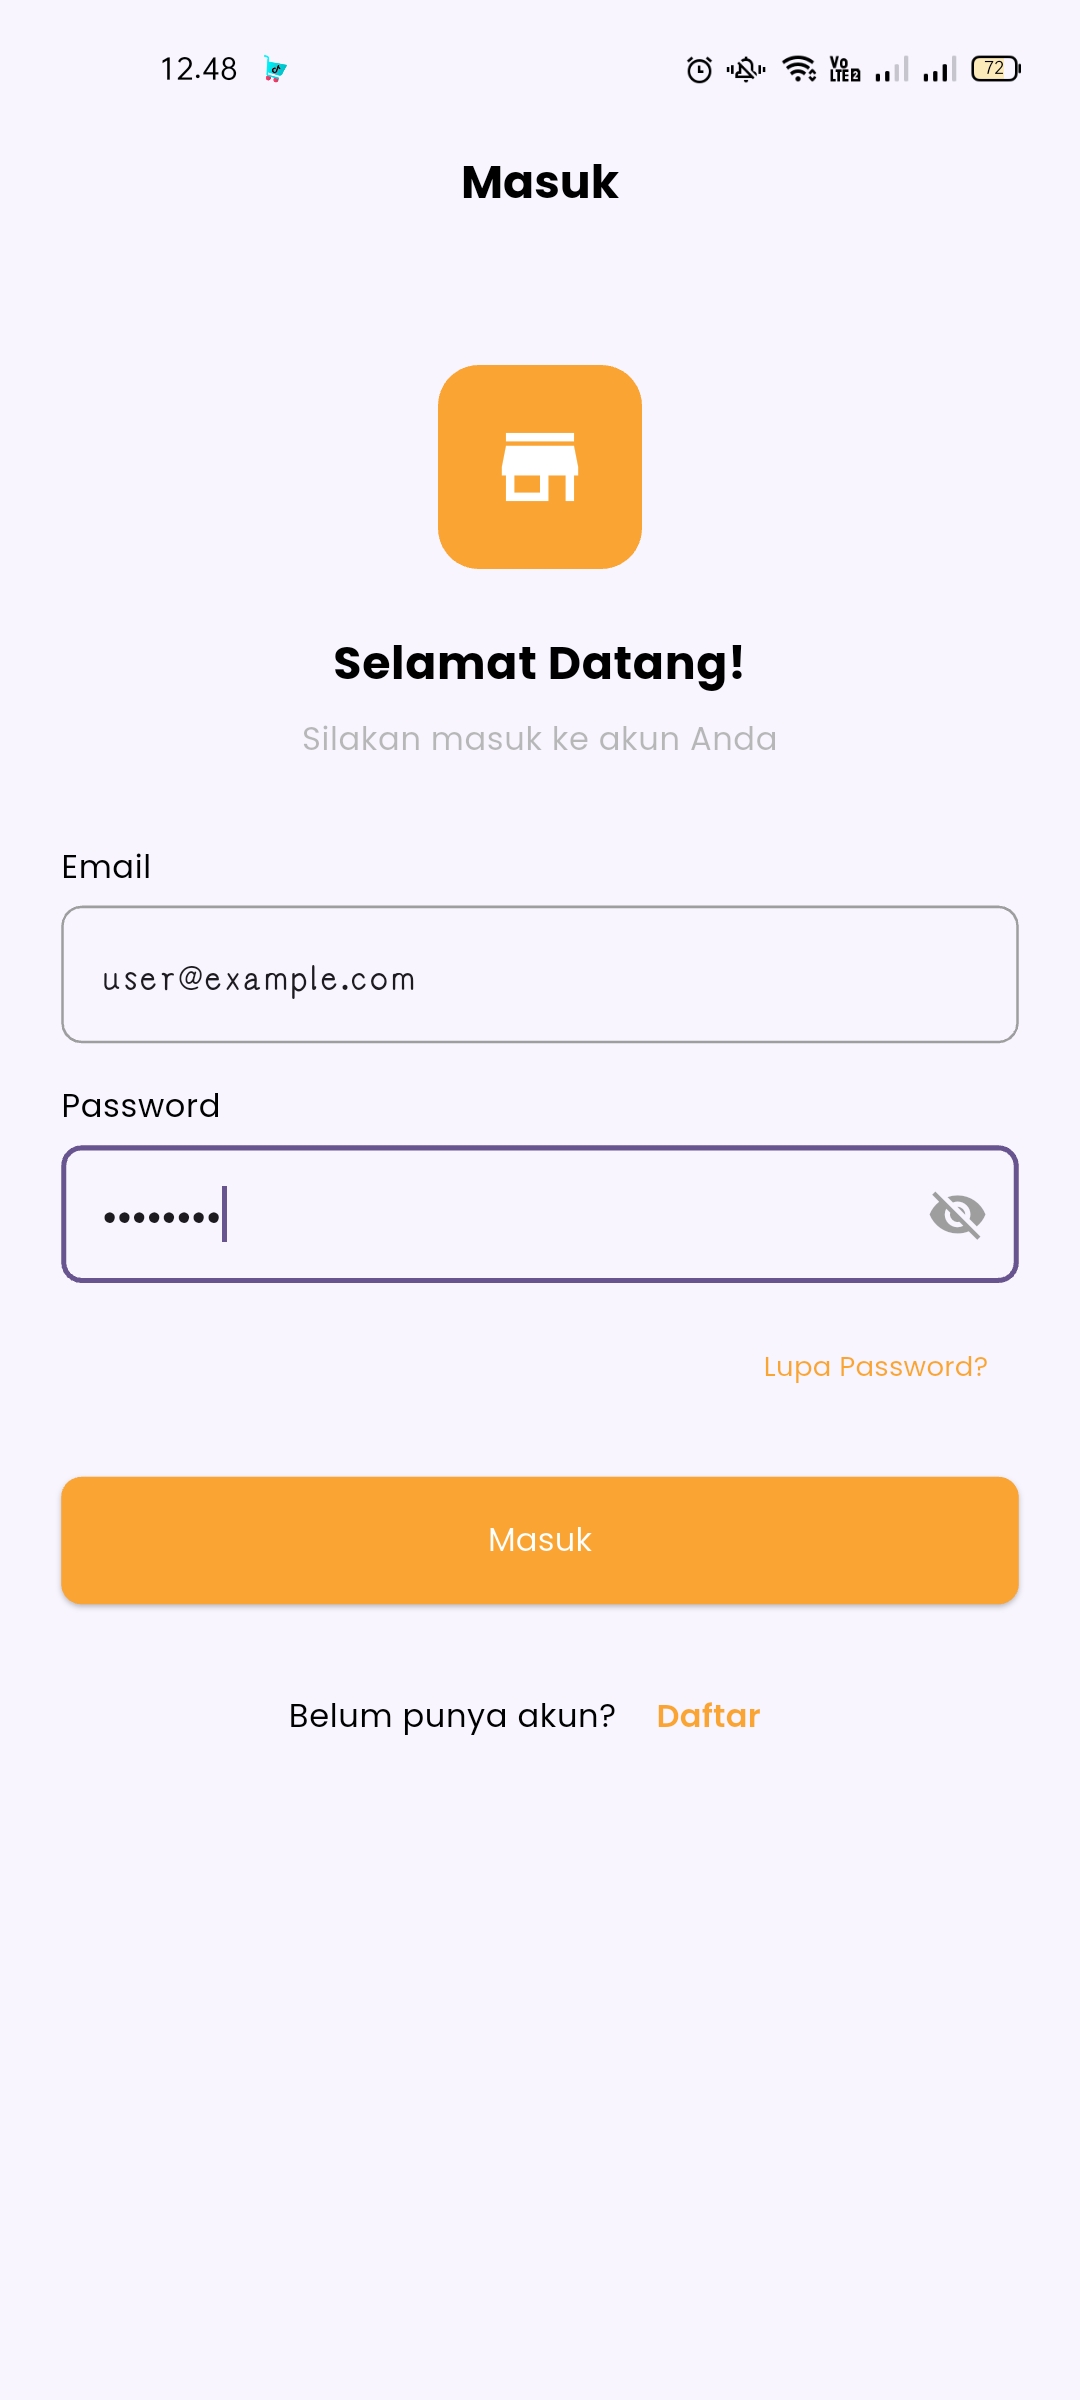 12.48
Vo
LTE2
72
Masuk
Selamat Datang!
Silakan masuk ke akun Anda
Email
user@example.com
Password
••••••••
Lupa Password?
Masuk
Belum punya akun? Daftar